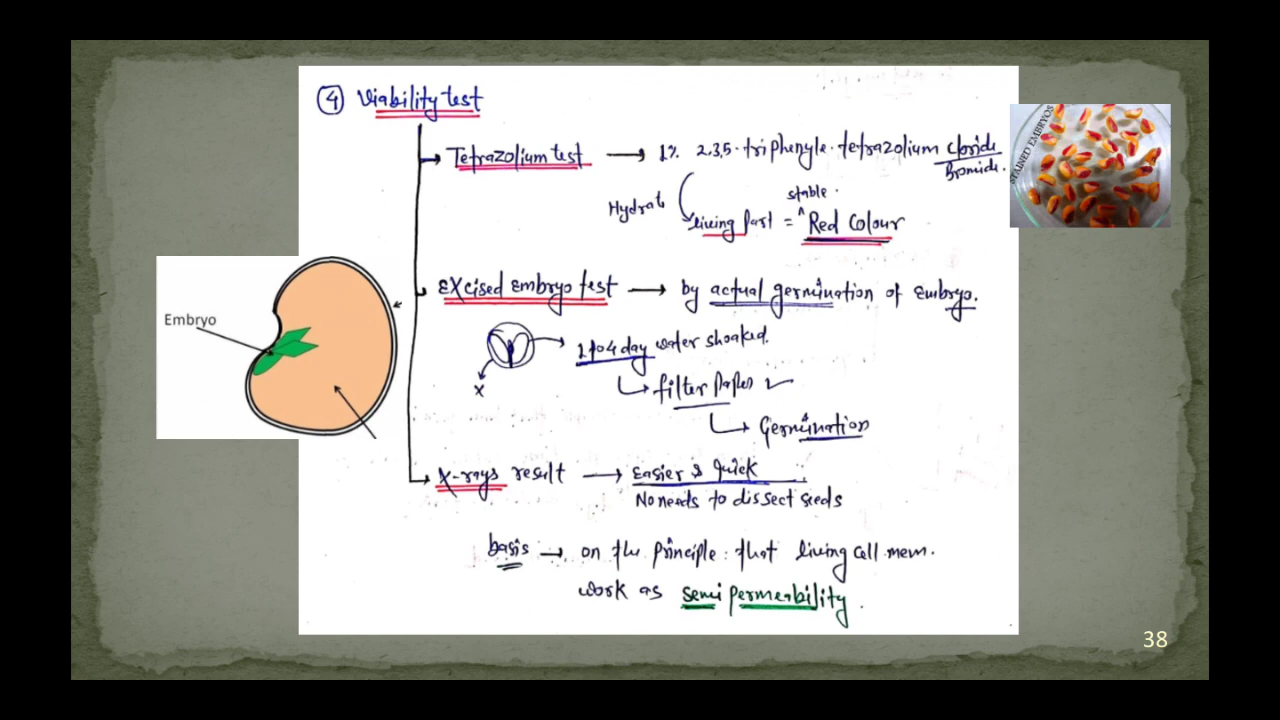 ④ Viability test
Tetrazolium test → 1% 2,3,5-triphenyle-tetrazolium cloride
Bromide.
STAINED EMBRYOS
Hydrate
stable.
living part = ^ Red Colour
Excised embryo test → by actual germination of Embryo.
Embryo
→ 1 to 4 day water shoaked.
x
↳ filter paper ✓
↳ Germination
X-rays result → Easier & quick
No needs to dissect seeds
basis → on the principle: that living cell mem.
work as semi permeability.
38